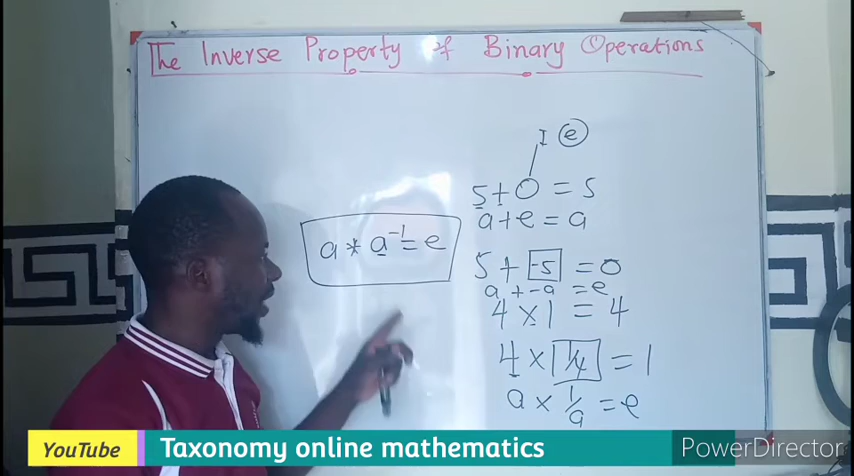 The Inverse Property of Binary Operations
I e
5 + 0 = 5
a + e = a
a * a⁻¹ = e
5 + -5 = 0
a + -a = e
4 × 1 = 4
4 × 1/4 = 1
a × 1/a = e
YouTube Taxonomy online mathematics
PowerDirector